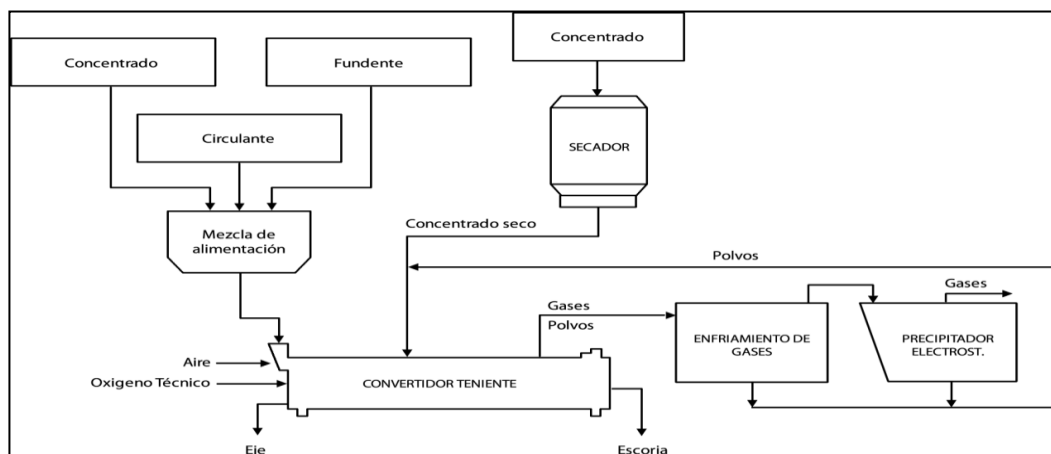 Concentrado
Concentrado
Fundente
Circulante
SECADOR
Mezcla de
alimentación
Concentrado seco
Polvos
Gases
Gases
Polvos
ENFRIAMIENTO DE
GASES
PRECIPITADOR
ELECTROST.
Aire
Oxigeno Técnico
CONVERTIDOR TENIENTE
Eje
Escoria